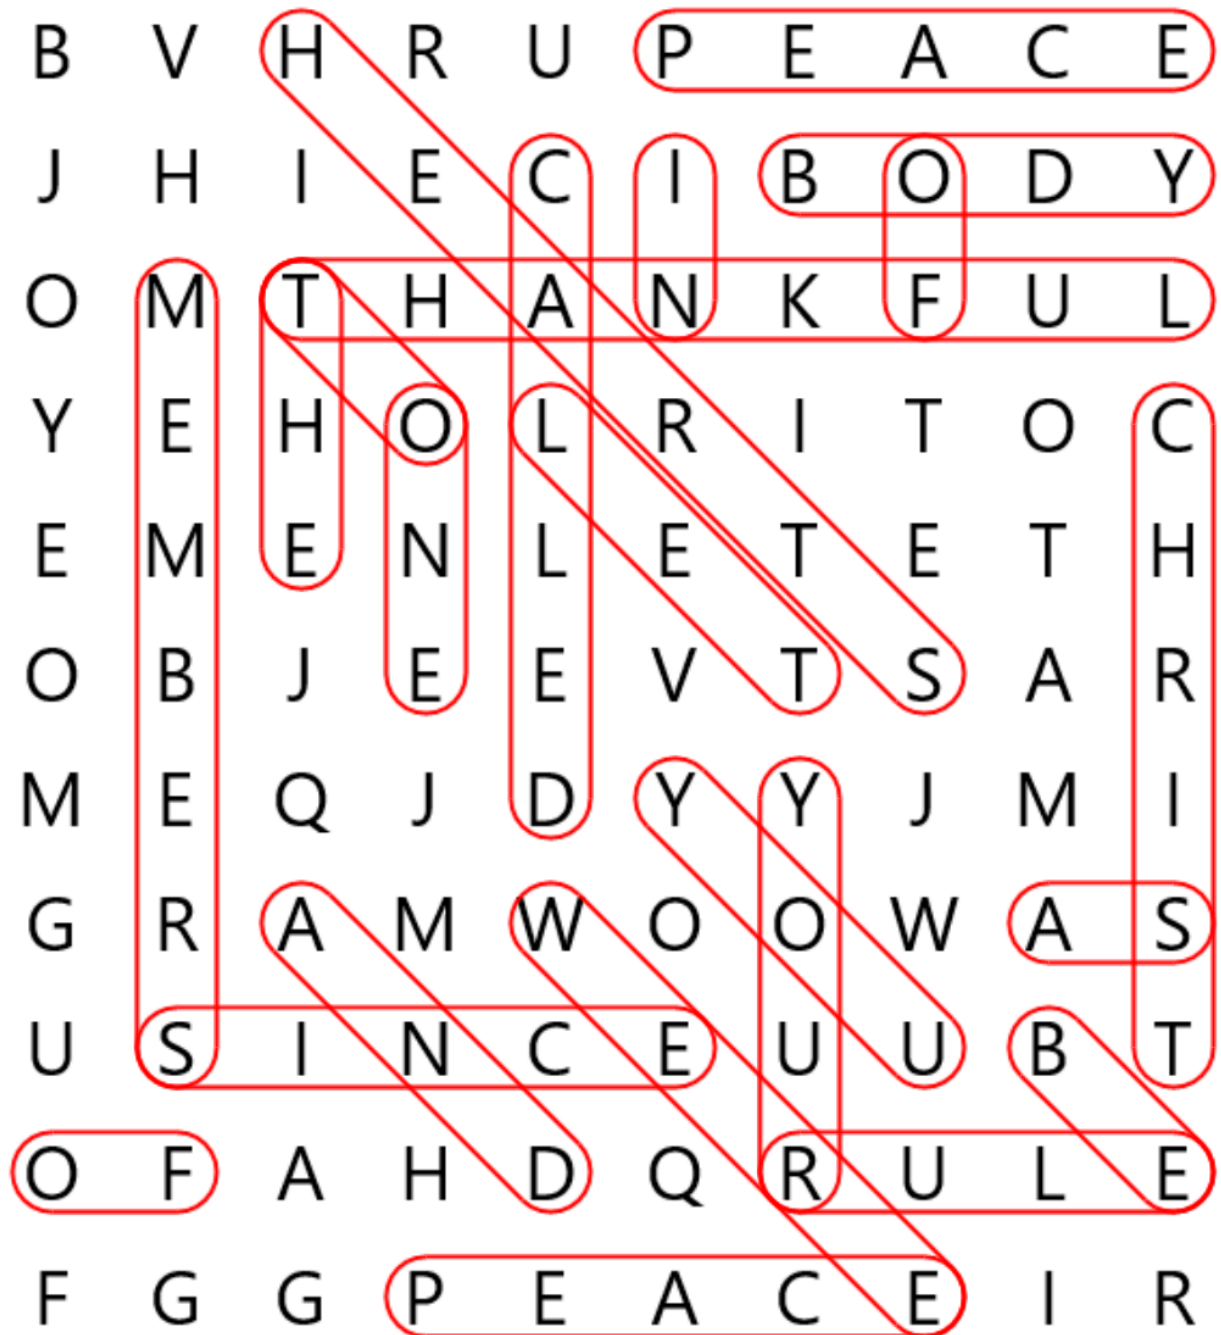 B V H R U P E A C E
J H I E C I B O D Y
O M T H A N K F U L
Y E H O L R I T O C
E M E N L E T E T H
O B J E E V T S A R
M E Q J D Y Y J M I
G R A M W O O W A S
U S I N C E U U B T
O F A H D Q R U L E
F G G P E A C E I R